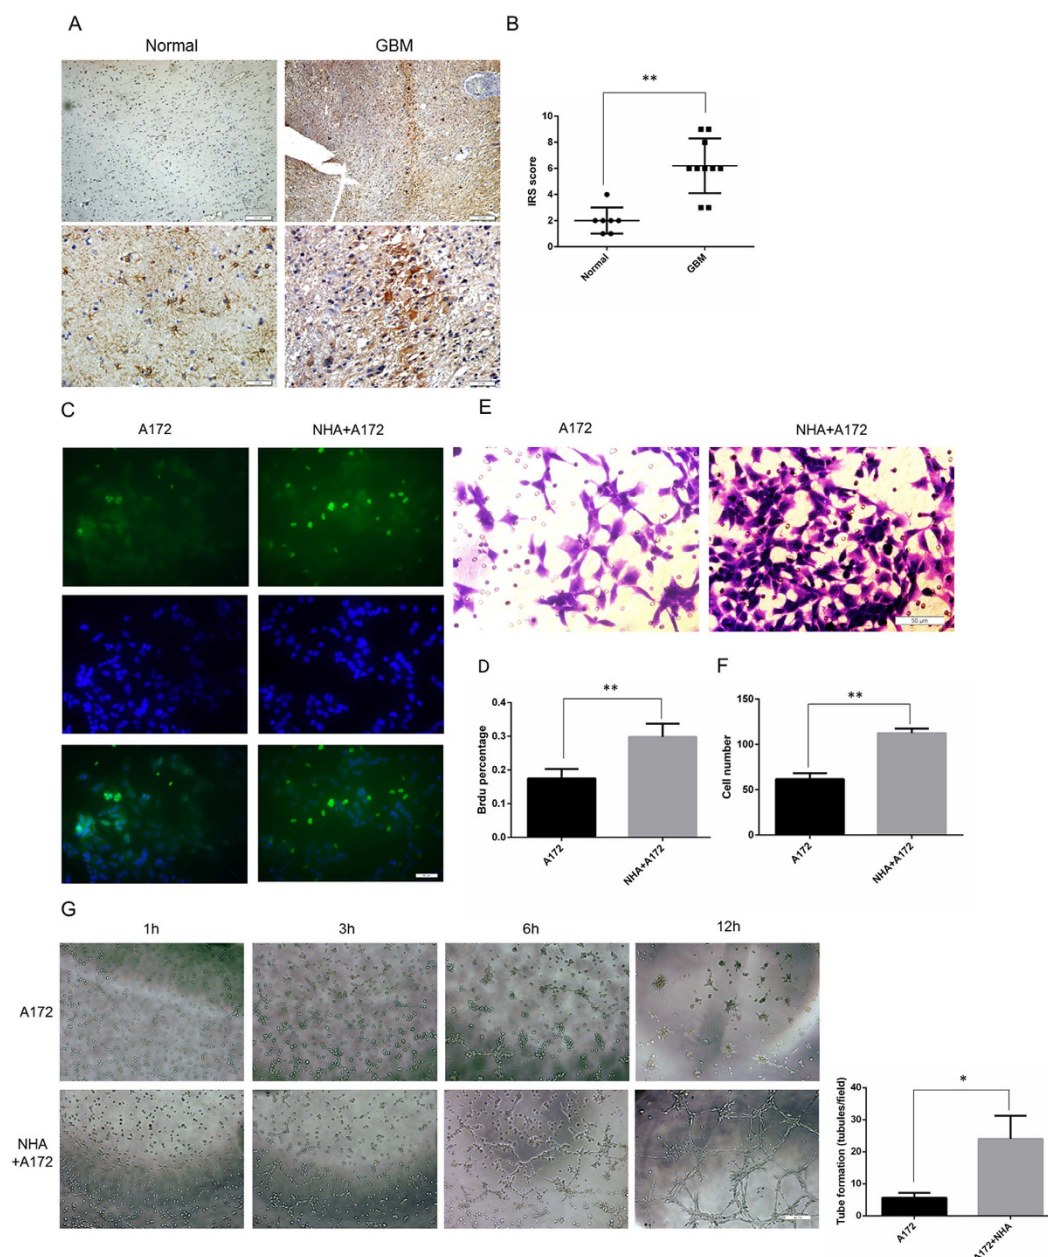 A
Normal
GBM
B
**
IRS score
10
8
6
4
2
0
Normal
GBM
C
A172
NHA+A172
E
A172
NHA+A172
50 μm
D
**
Brdu percentage
0.4
0.3
0.2
0.1
0.0
A172
NHA+A172
F
**
Cell number
150
100
50
0
A172
NHA+A172
G
1h
3h
6h
12h
A172
NHA
+A172
*
Tube formation (tubules/field)
40
30
20
10
0
A172
A172+NHA